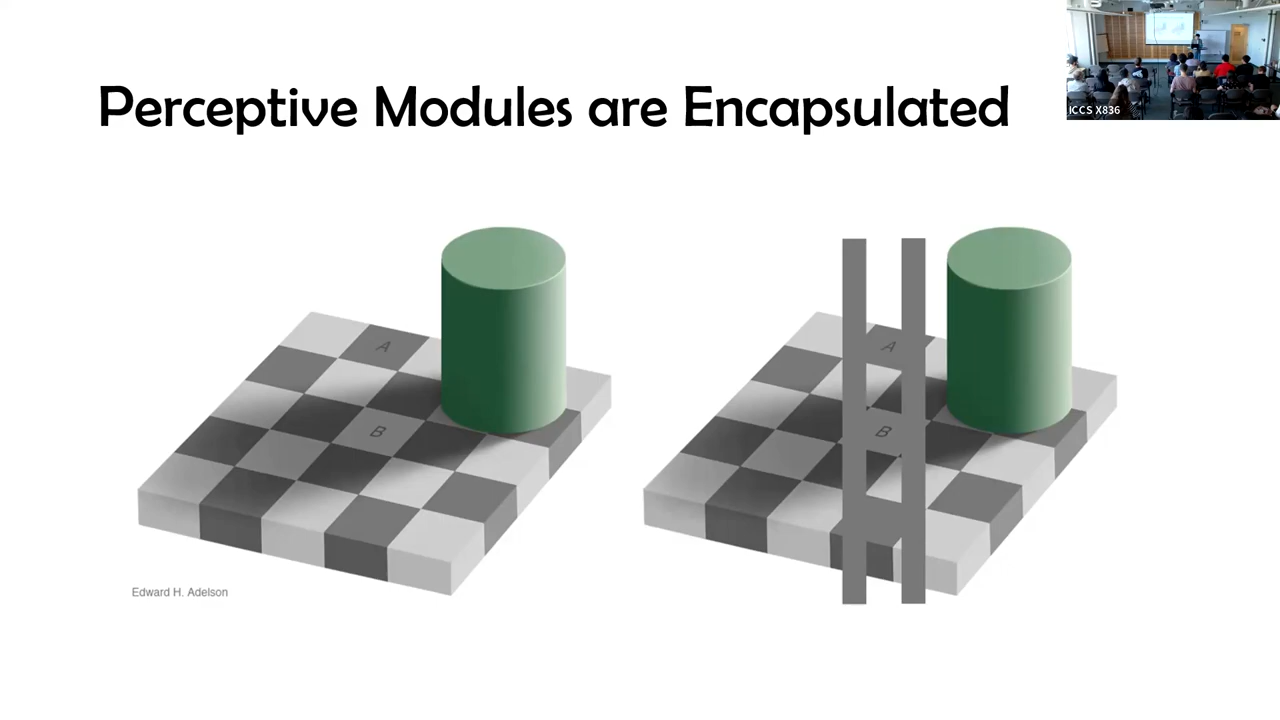 Perceptive Modules are Encapsulated
ICCS X836
A
B
A
B
Edward H. Adelson